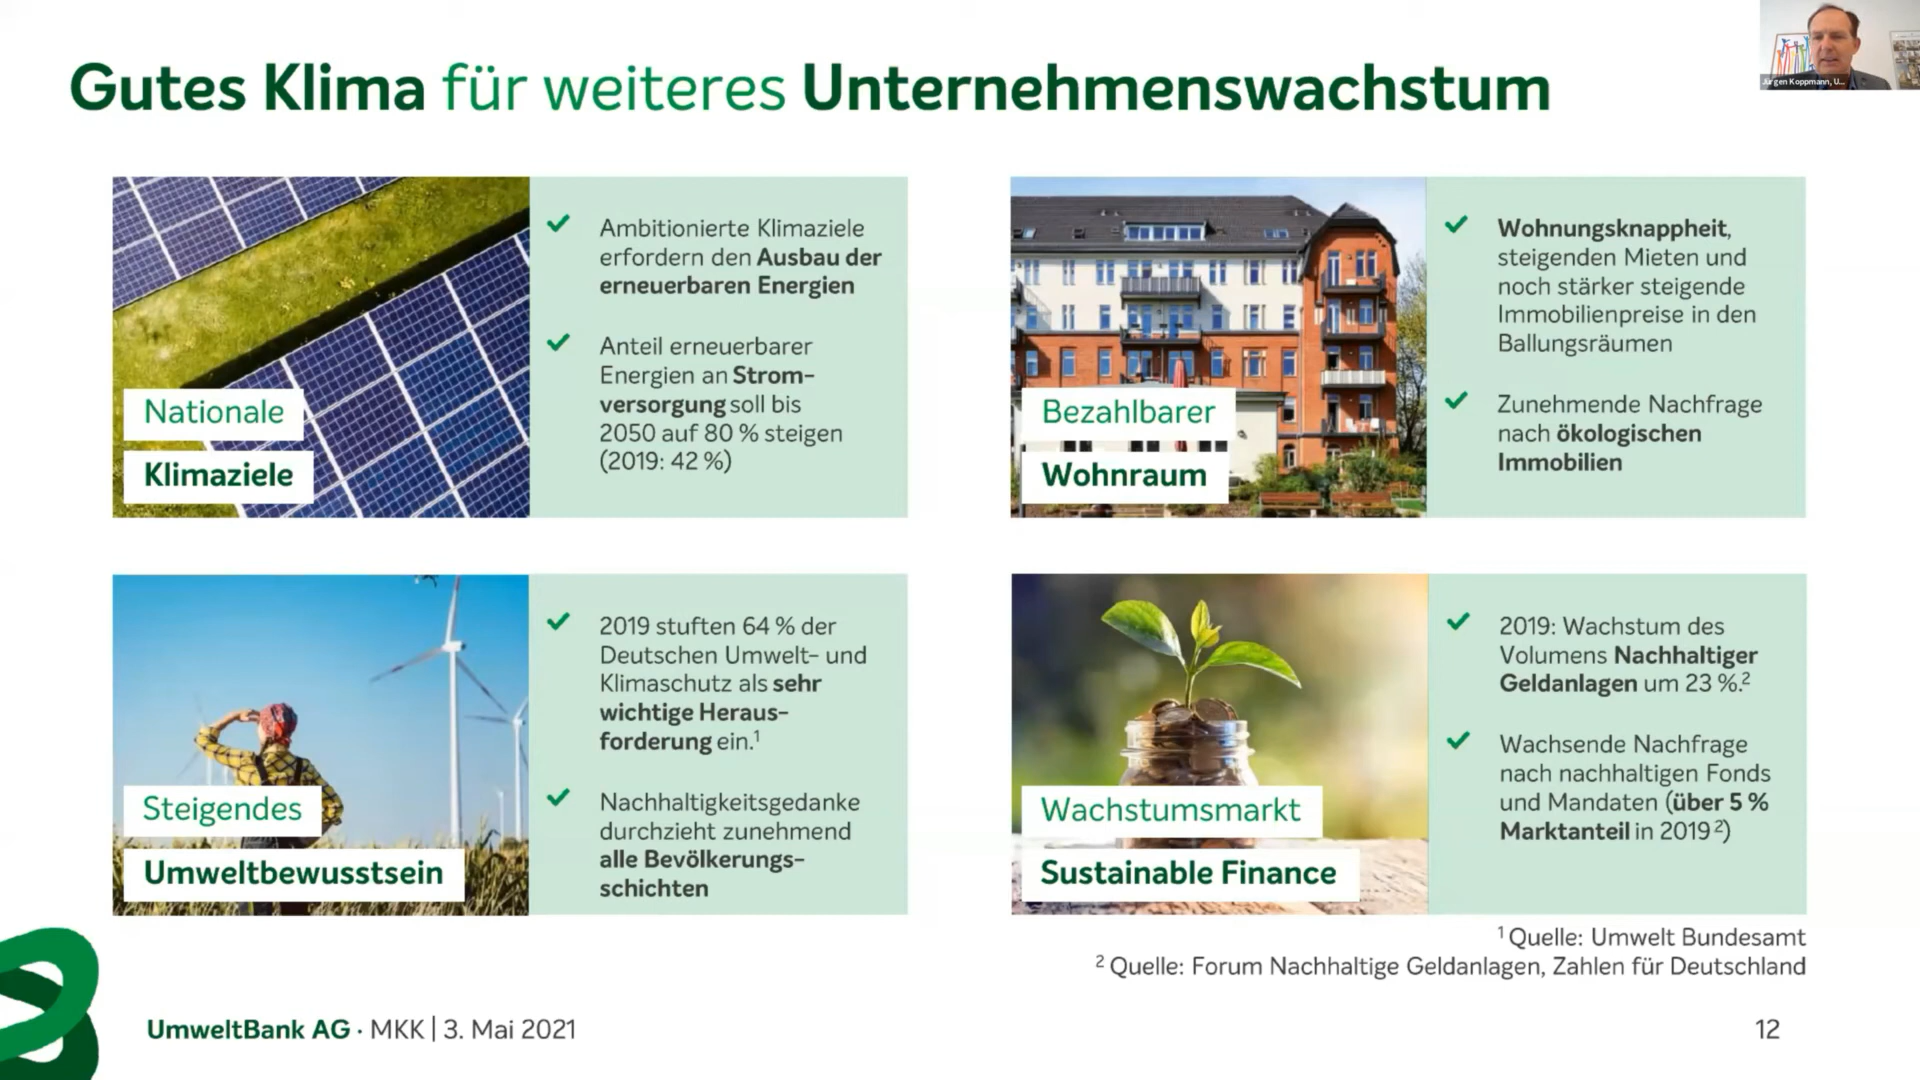 Gutes Klima für weiteres Unternehmenswachstum
Jürgen Koppmann, U...
Nationale
Klimaziele
Ambitionierte Klimaziele
erfordern den Ausbau der
erneuerbaren Energien
Anteil erneuerbarer
Energien an Strom-
versorgung soll bis
2050 auf 80 % steigen
(2019: 42 %)
Bezahlbarer
Wohnraum
Wohnungsknappheit,
steigenden Mieten und
noch stärker steigende
Immobilienpreise in den
Ballungsräumen
Zunehmende Nachfrage
nach ökologischen
Immobilien
Steigendes
Umweltbewusstsein
2019 stuften 64 % der
Deutschen Umwelt- und
Klimaschutz als sehr
wichtige Heraus-
forderung ein.¹
Nachhaltigkeitsgedanke
durchzieht zunehmend
alle Bevölkerungs-
schichten
Wachstumsmarkt
Sustainable Finance
2019: Wachstum des
Volumens Nachhaltiger
Geldanlagen um 23 %.²
Wachsende Nachfrage
nach nachhaltigen Fonds
und Mandaten (über 5 %
Marktanteil in 2019 ²)
¹ Quelle: Umwelt Bundesamt
² Quelle: Forum Nachhaltige Geldanlagen, Zahlen für Deutschland
UmweltBank AG · MKK | 3. Mai 2021
12